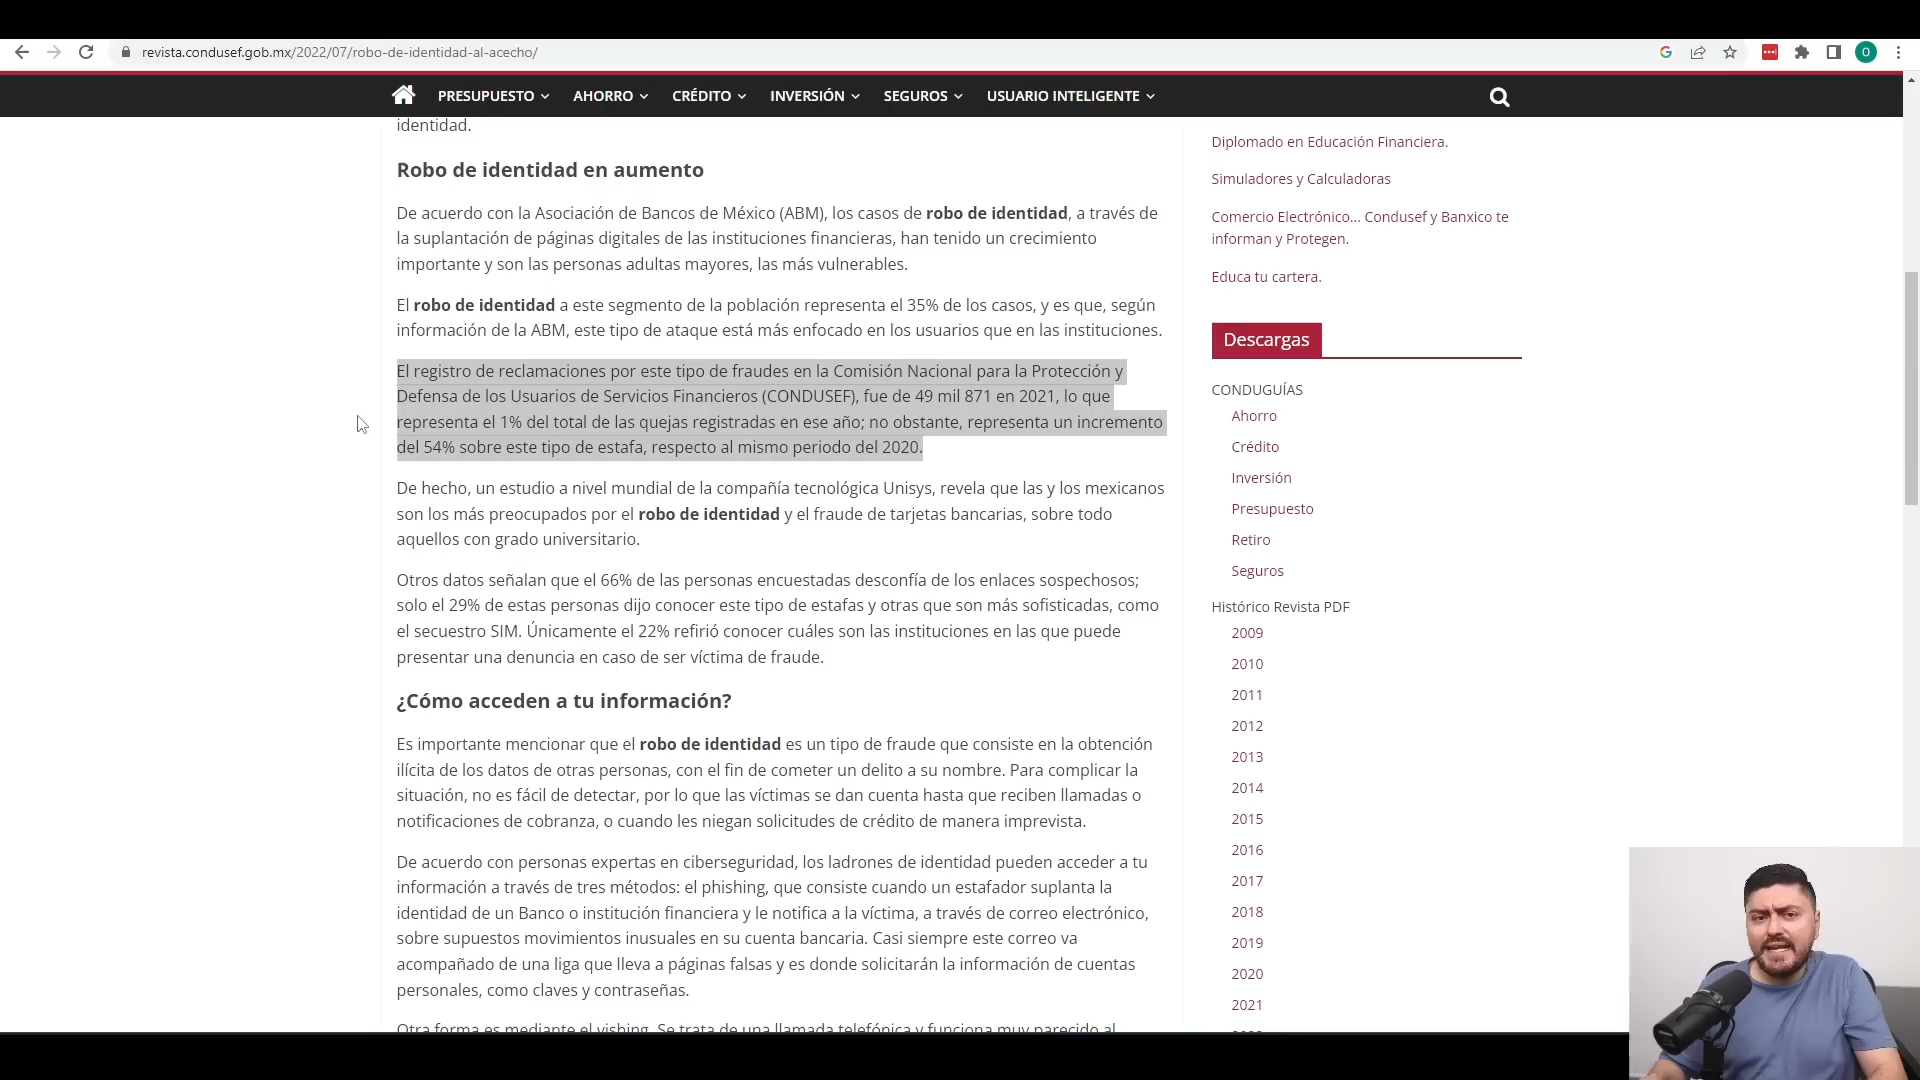 revista.condusef.gob.mx/2022/07/robo-de-identidad-al-acecho/
O
PRESUPUESTO
AHORRO
CRÉDITO
INVERSIÓN
SEGUROS
USUARIO INTELIGENTE
identidad.
Robo de identidad en aumento
De acuerdo con la Asociación de Bancos de México (ABM), los casos de robo de identidad, a través de
la suplantación de páginas digitales de las instituciones financieras, han tenido un crecimiento
importante y son las personas adultas mayores, las más vulnerables.
El robo de identidad a este segmento de la población representa el 35% de los casos, y es que, según
información de la ABM, este tipo de ataque está más enfocado en los usuarios que en las instituciones.
El registro de reclamaciones por este tipo de fraudes en la Comisión Nacional para la Protección y
Defensa de los Usuarios de Servicios Financieros (CONDUSEF), fue de 49 mil 871 en 2021, lo que
representa el 1% del total de las quejas registradas en ese año; no obstante, representa un incremento
del 54% sobre este tipo de estafa, respecto al mismo periodo del 2020.
De hecho, un estudio a nivel mundial de la compañía tecnológica Unisys, revela que las y los mexicanos
son los más preocupados por el robo de identidad y el fraude de tarjetas bancarias, sobre todo
aquellos con grado universitario.
Otros datos señalan que el 66% de las personas encuestadas desconfía de los enlaces sospechosos;
solo el 29% de estas personas dijo conocer este tipo de estafas y otras que son más sofisticadas, como
el secuestro SIM. Únicamente el 22% refirió conocer cuáles son las instituciones en las que puede
presentar una denuncia en caso de ser víctima de fraude.
¿Cómo acceden a tu información?
Es importante mencionar que el robo de identidad es un tipo de fraude que consiste en la obtención
ilícita de los datos de otras personas, con el fin de cometer un delito a su nombre. Para complicar la
situación, no es fácil de detectar, por lo que las víctimas se dan cuenta hasta que reciben llamadas o
notificaciones de cobranza, o cuando les niegan solicitudes de crédito de manera imprevista.
De acuerdo con personas expertas en ciberseguridad, los ladrones de identidad pueden acceder a tu
información a través de tres métodos: el phishing, que consiste cuando un estafador suplanta la
identidad de un Banco o institución financiera y le notifica a la víctima, a través de correo electrónico,
sobre supuestos movimientos inusuales en su cuenta bancaria. Casi siempre este correo va
acompañado de una liga que lleva a páginas falsas y es donde solicitarán la información de cuentas
personales, como claves y contraseñas.
Otra forma es mediante el vishing. Se trata de una llamada telefónica y funciona muy parecido al
Diplomado en Educación Financiera.
Simuladores y Calculadoras
Comercio Electrónico... Condusef y Banxico te
informan y Protegen.
Educa tu cartera.
Descargas
CONDUGUÍAS
Ahorro
Crédito
Inversión
Presupuesto
Retiro
Seguros
Histórico Revista PDF
2009
2010
2011
2012
2013
2014
2015
2016
2017
2018
2019
2020
2021